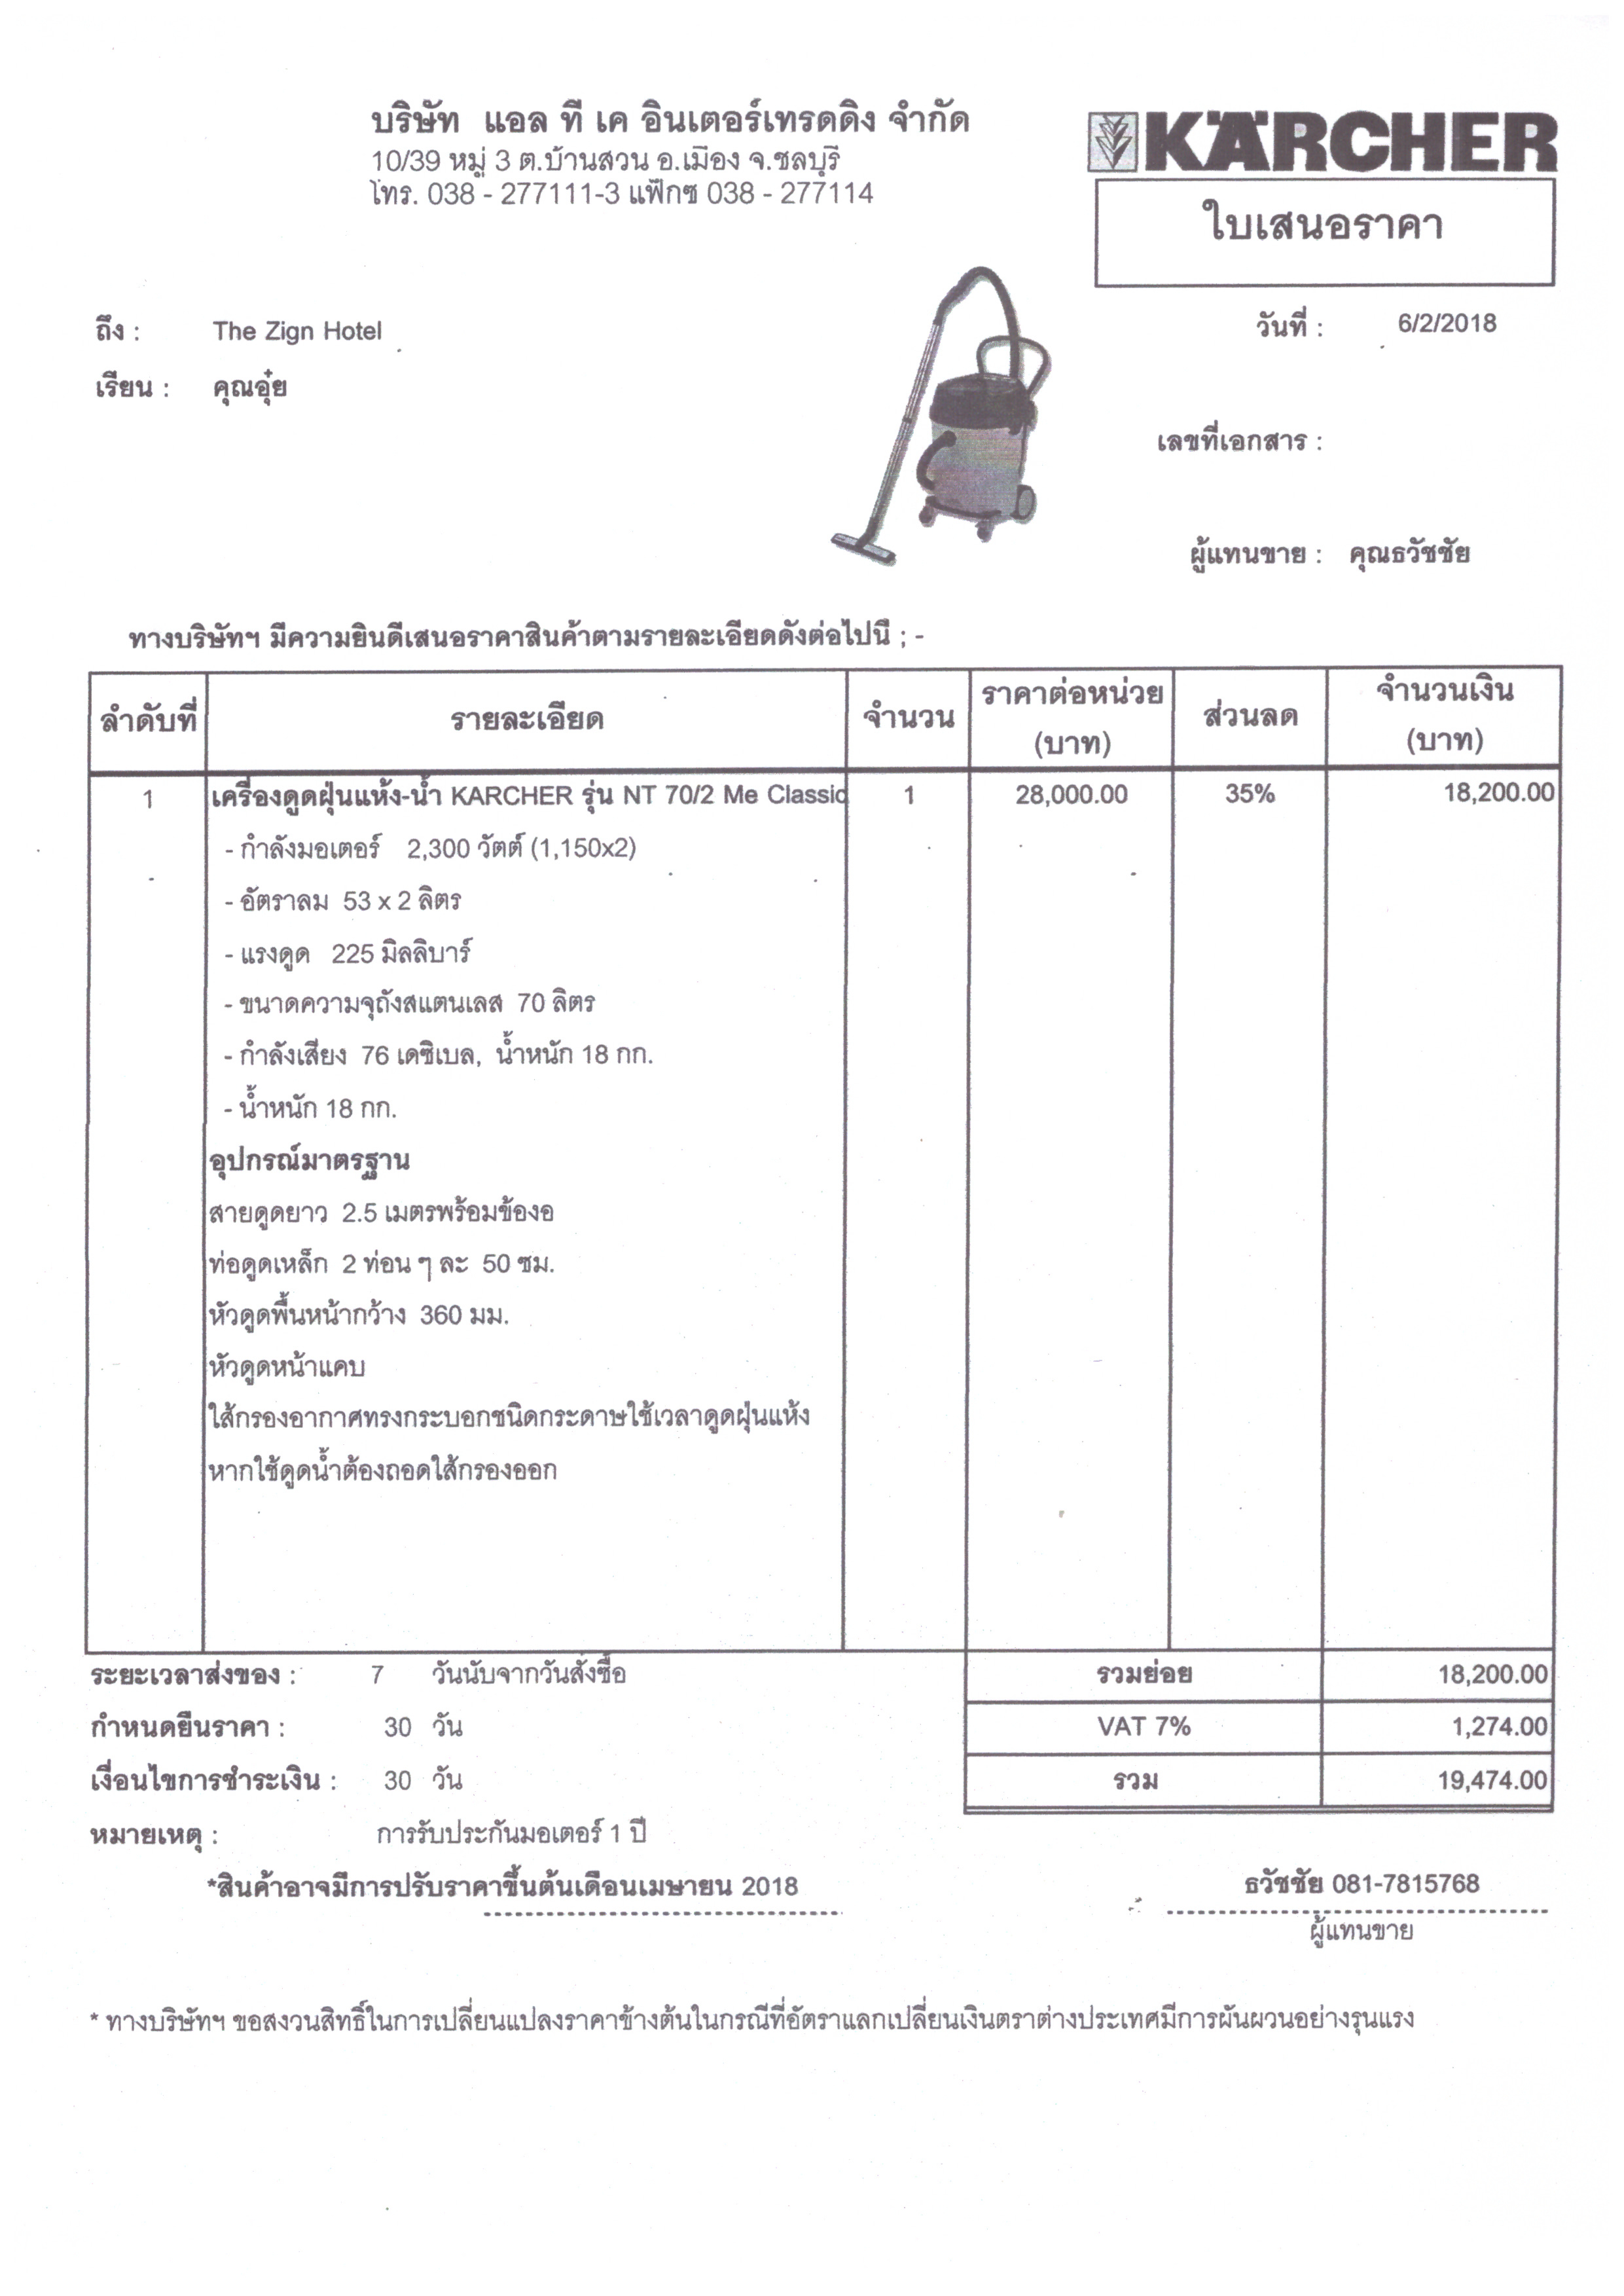 บริษัท แอล ที เค อินเตอร์เทรดดิง จำกัด
10/39 หมู่ 3 ต.บ้านสวน อ.เมือง จ.ชลบุรี
โทร. 038 - 277111-3 แฟ๊กซ 038 - 277114
KÄRCHER
ใบเสนอราคา
ถึง : The Zign Hotel
วันที่ : 6/2/2018
เรียน : คุณอุ๋ย
เลขที่เอกสาร :
ผู้แทนขาย : คุณธวัชชัย
ทางบริษัทฯ มีความยินดีเสนอราคาสินค้าตามรายละเอียดดังต่อไปนี้ ; -
ลำดับที่ รายละเอียด จำนวน ราคาต่อหน่วย (บาท) ส่วนลด จำนวนเงิน (บาท)
1 เครื่องดูดฝุ่นแห้ง-น้ำ KARCHER รุ่น NT 70/2 Me Classic 1 28,000.00 35% 18,200.00
- กำลังมอเตอร์ 2,300 วัตต์ (1,150x2)
- อัตราลม 53 x 2 ลิตร
- แรงดูด 225 มิลลิบาร์
- ขนาดความจุถังสแตนเลส 70 ลิตร
- กำลังเสียง 76 เดซิเบล, น้ำหนัก 18 กก.
- น้ำหนัก 18 กก.
อุปกรณ์มาตรฐาน
สายดูดยาว 2.5 เมตรพร้อมข้องอ
ท่อดูดเหล็ก 2 ท่อน ๆ ละ 50 ซม.
หัวดูดพื้นหน้ากว้าง 360 มม.
หัวดูดหน้าแคบ
ใส้กรองอากาศทรงกระบอกชนิดกระดาษใช้เวลาดูดฝุ่นแห้ง
หากใช้ดูดน้ำต้องถอดใส้กรองออก
ระยะเวลาส่งของ : 7 วันนับจากวันสั่งซื้อ
รวมย่อย 18,200.00
กำหนดยืนราคา : 30 วัน
VAT 7% 1,274.00
เงื่อนไขการชำระเงิน : 30 วัน
รวม 19,474.00
หมายเหตุ : การรับประกันมอเตอร์ 1 ปี
*สินค้าอาจมีการปรับราคาขึ้นต้นเดือนเมษายน 2018
ธวัชชัย 081-7815768
ผู้แทนขาย
* ทางบริษัทฯ ขอสงวนสิทธิ์ในการเปลี่ยนแปลงราคาข้างต้นในกรณีที่อัตราแลกเปลี่ยนเงินตราต่างประเทศมีการผันผวนอย่างรุนแรง